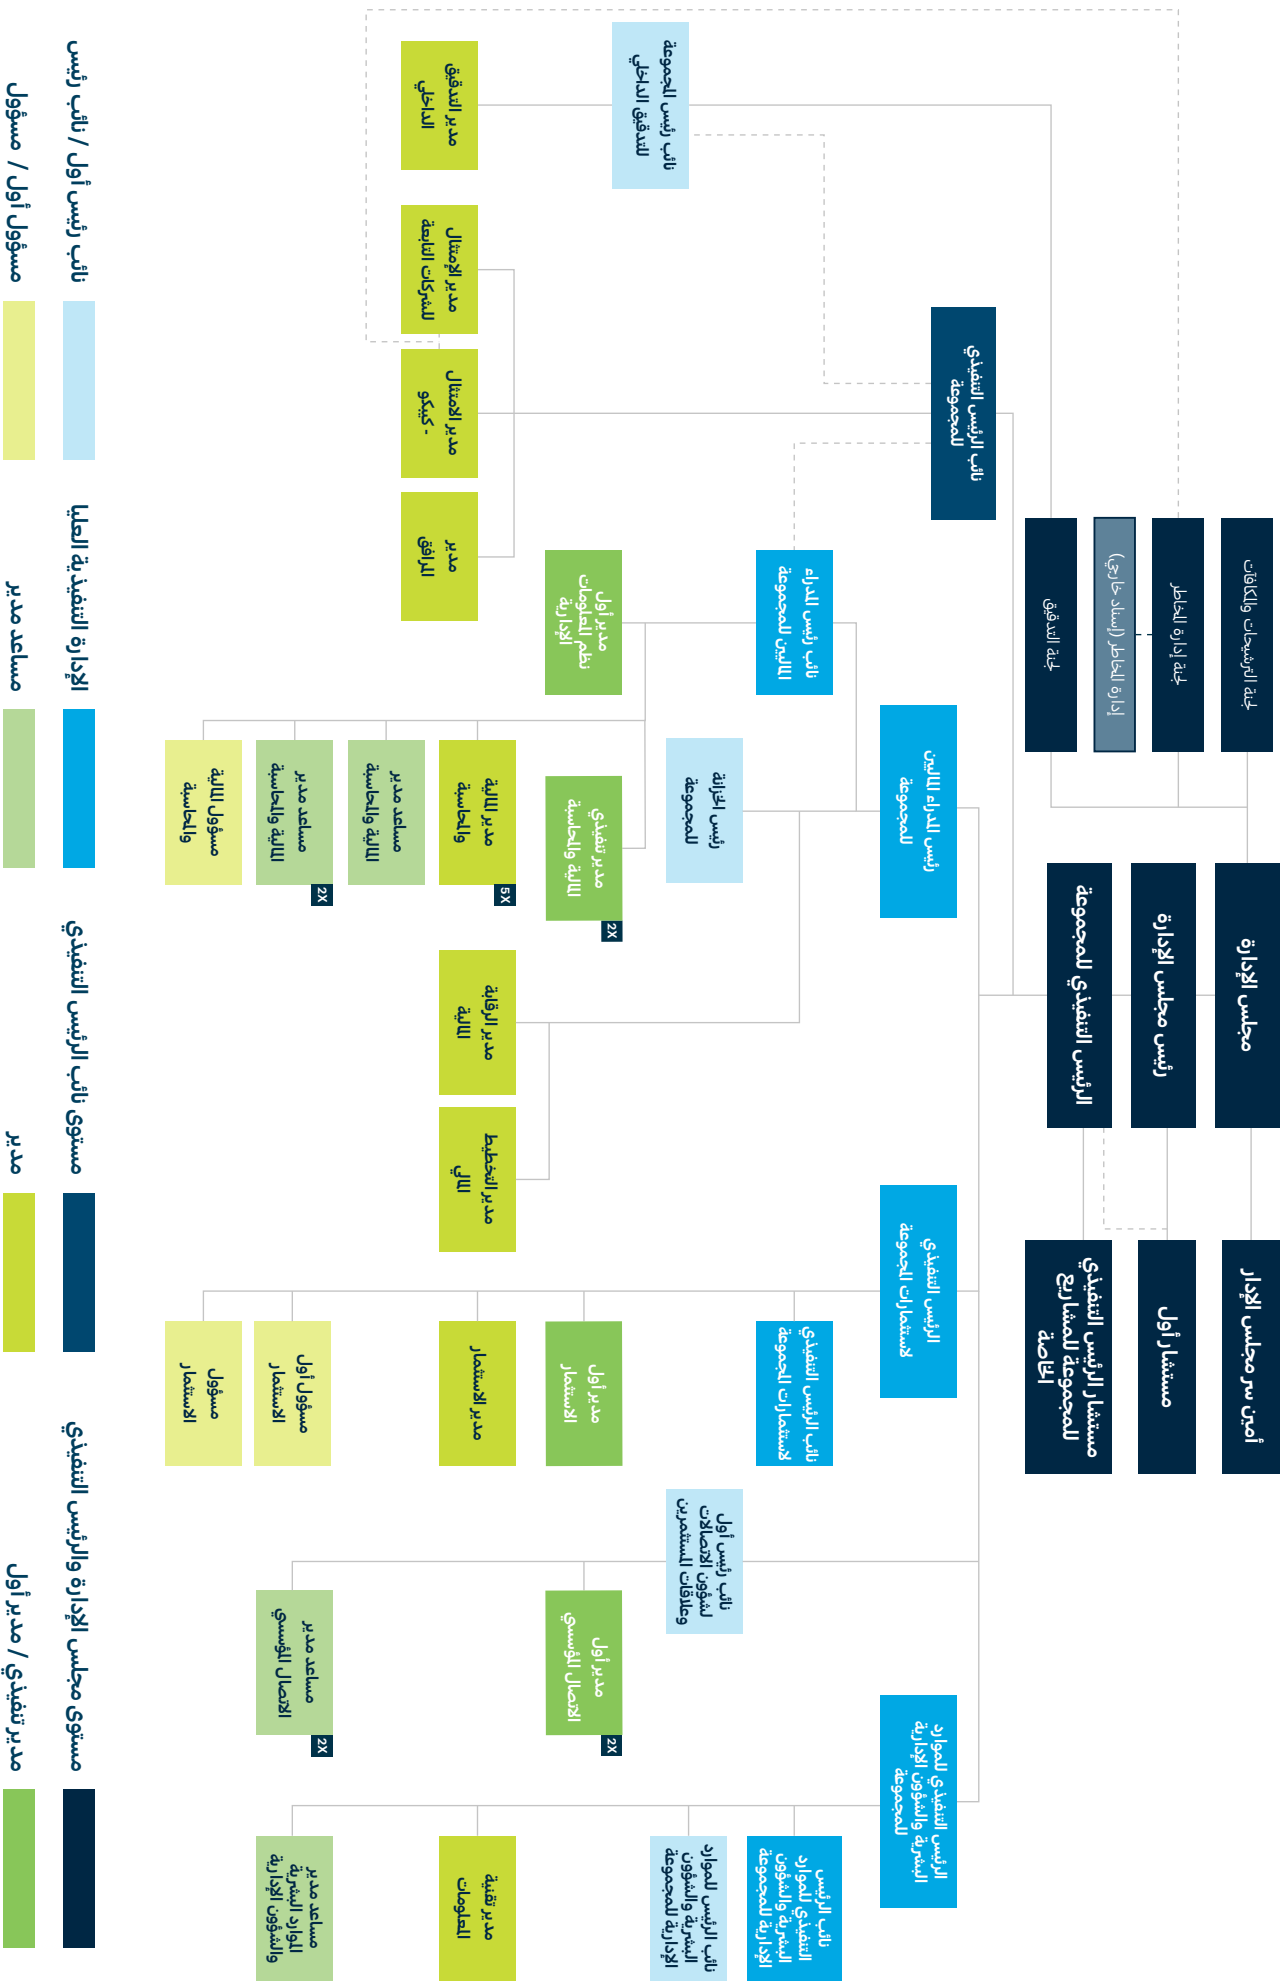 مجلس الإدارة
رئيس مجلس الإدارة
الرئيس التنفيذي للمجموعة
أمين سر مجلس الإدار
مستشار أول
مستشار الرئيس التنفيذي
للمجموعة للمشاريع
الخاصة
لجنة الترشيحات والمكافآت
لجنة إدارة المخاطر
إدارة المخاطر (إسناد خارجي)
لجنة التدقيق
نائب الرئيس التنفيذي
للمجموعة
نائب رئيس المجموعة
للتدقيق الداخلي
مدير التدقيق
الداخلي
مدير الإمتثال
للشركات التابعة
مدير الامتثال
- كيبكو
مدير
المرافق
رئيس المدراء الماليين
للمجموعة
نائب رئيس المدراء
الماليين للمجموعة
مدير أول
نظم المعلومات
الإدارية
رئيس الخزانة
للمجموعة
مدير تنفيذي
المالية والمحاسبة
2X
مدير المالية
والمحاسبة
5X
مساعد مدير
المالية والمحاسبة
مساعد مدير
المالية والمحاسبة
2X
مسؤول المالية
والمحاسبة
مدير الرقابة
المالية
مدير التخطيط
المالي
الرئيس التنفيذي
لاستثمارات المجموعة
نائب الرئيس التنفيذي
لاستثمارات المجموعة
مدير أول
الاستثمار
مدير الاستثمار
مسؤول أول
الاستثمار
مسؤول
الاستثمار
نائب رئيس أول
لشؤون الاتصالات
وعلاقات المستثمرين
مدير أول
الاتصال المؤسسي
2X
مساعد مدير
الاتصال المؤسسي
2X
الرئيس التنفيذي للموارد
البشرية والشؤون الإدارية
للمجموعة
نائب الرئيس
التنفيذي للموارد
البشرية والشؤون
الإدارية للمجموعة
نائب الرئيس للموارد
البشرية والشؤون
الإدارية للمجموعة
مدير تقنية
المعلومات
مساعد مدير
الموارد البشرية
والشؤون الإدارية
مستوى مجلس الإدارة والرئيس التنفيذي
مستوى نائب الرئيس التنفيذي
الإدارة التنفيذية العليا
نائب رئيس أول / نائب رئيس
مدير تنفيذي / مدير أول
مدير
مساعد مدير
مسؤول أول / مسؤول